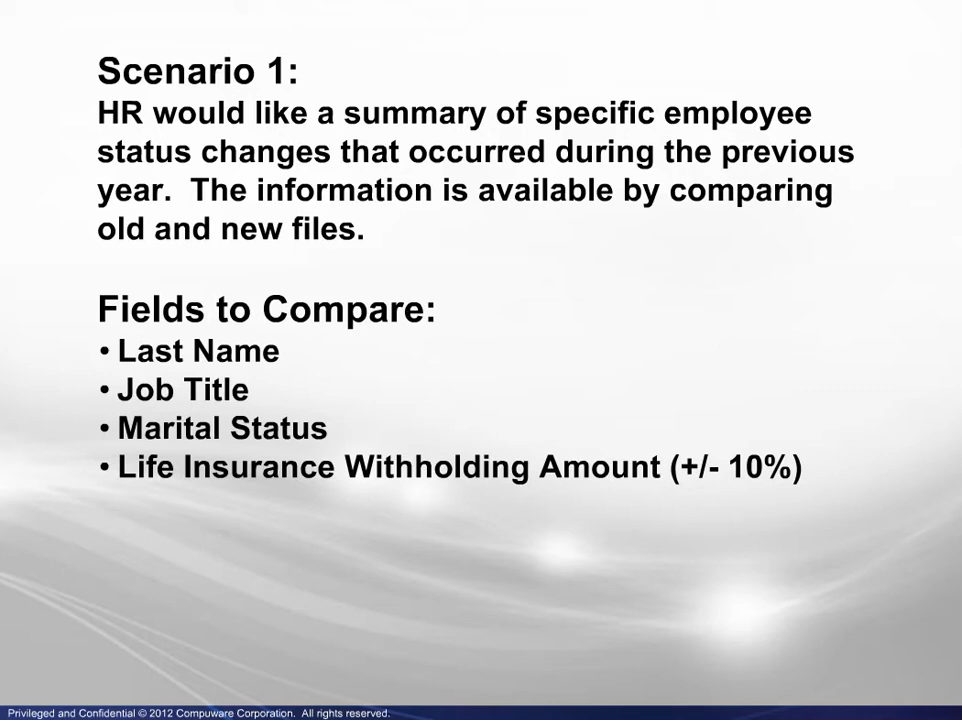 Scenario 1:
HR would like a summary of specific employee
status changes that occurred during the previous
year.  The information is available by comparing
old and new files.
Fields to Compare:
• Last Name
• Job Title
• Marital Status
• Life Insurance Withholding Amount (+/- 10%)
Privileged and Confidential © 2012 Compuware Corporation.  All rights reserved.